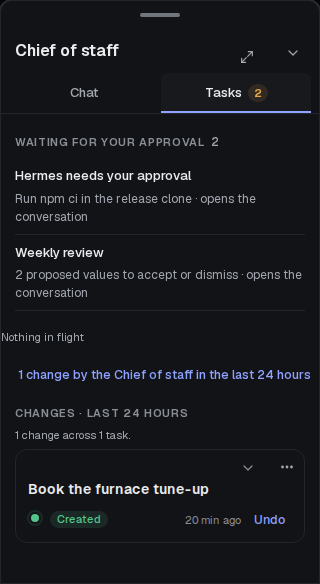 Chief of staff
Chat
Tasks 2
WAITING FOR YOUR APPROVAL 2
Hermes needs your approval
Run npm ci in the release clone · opens the
conversation
Weekly review
2 proposed values to accept or dismiss · opens the
conversation
Nothing in flight
1 change by the Chief of staff in the last 24 hours
CHANGES · LAST 24 HOURS
1 change across 1 task.
Book the furnace tune-up
Created
20 min ago
Undo